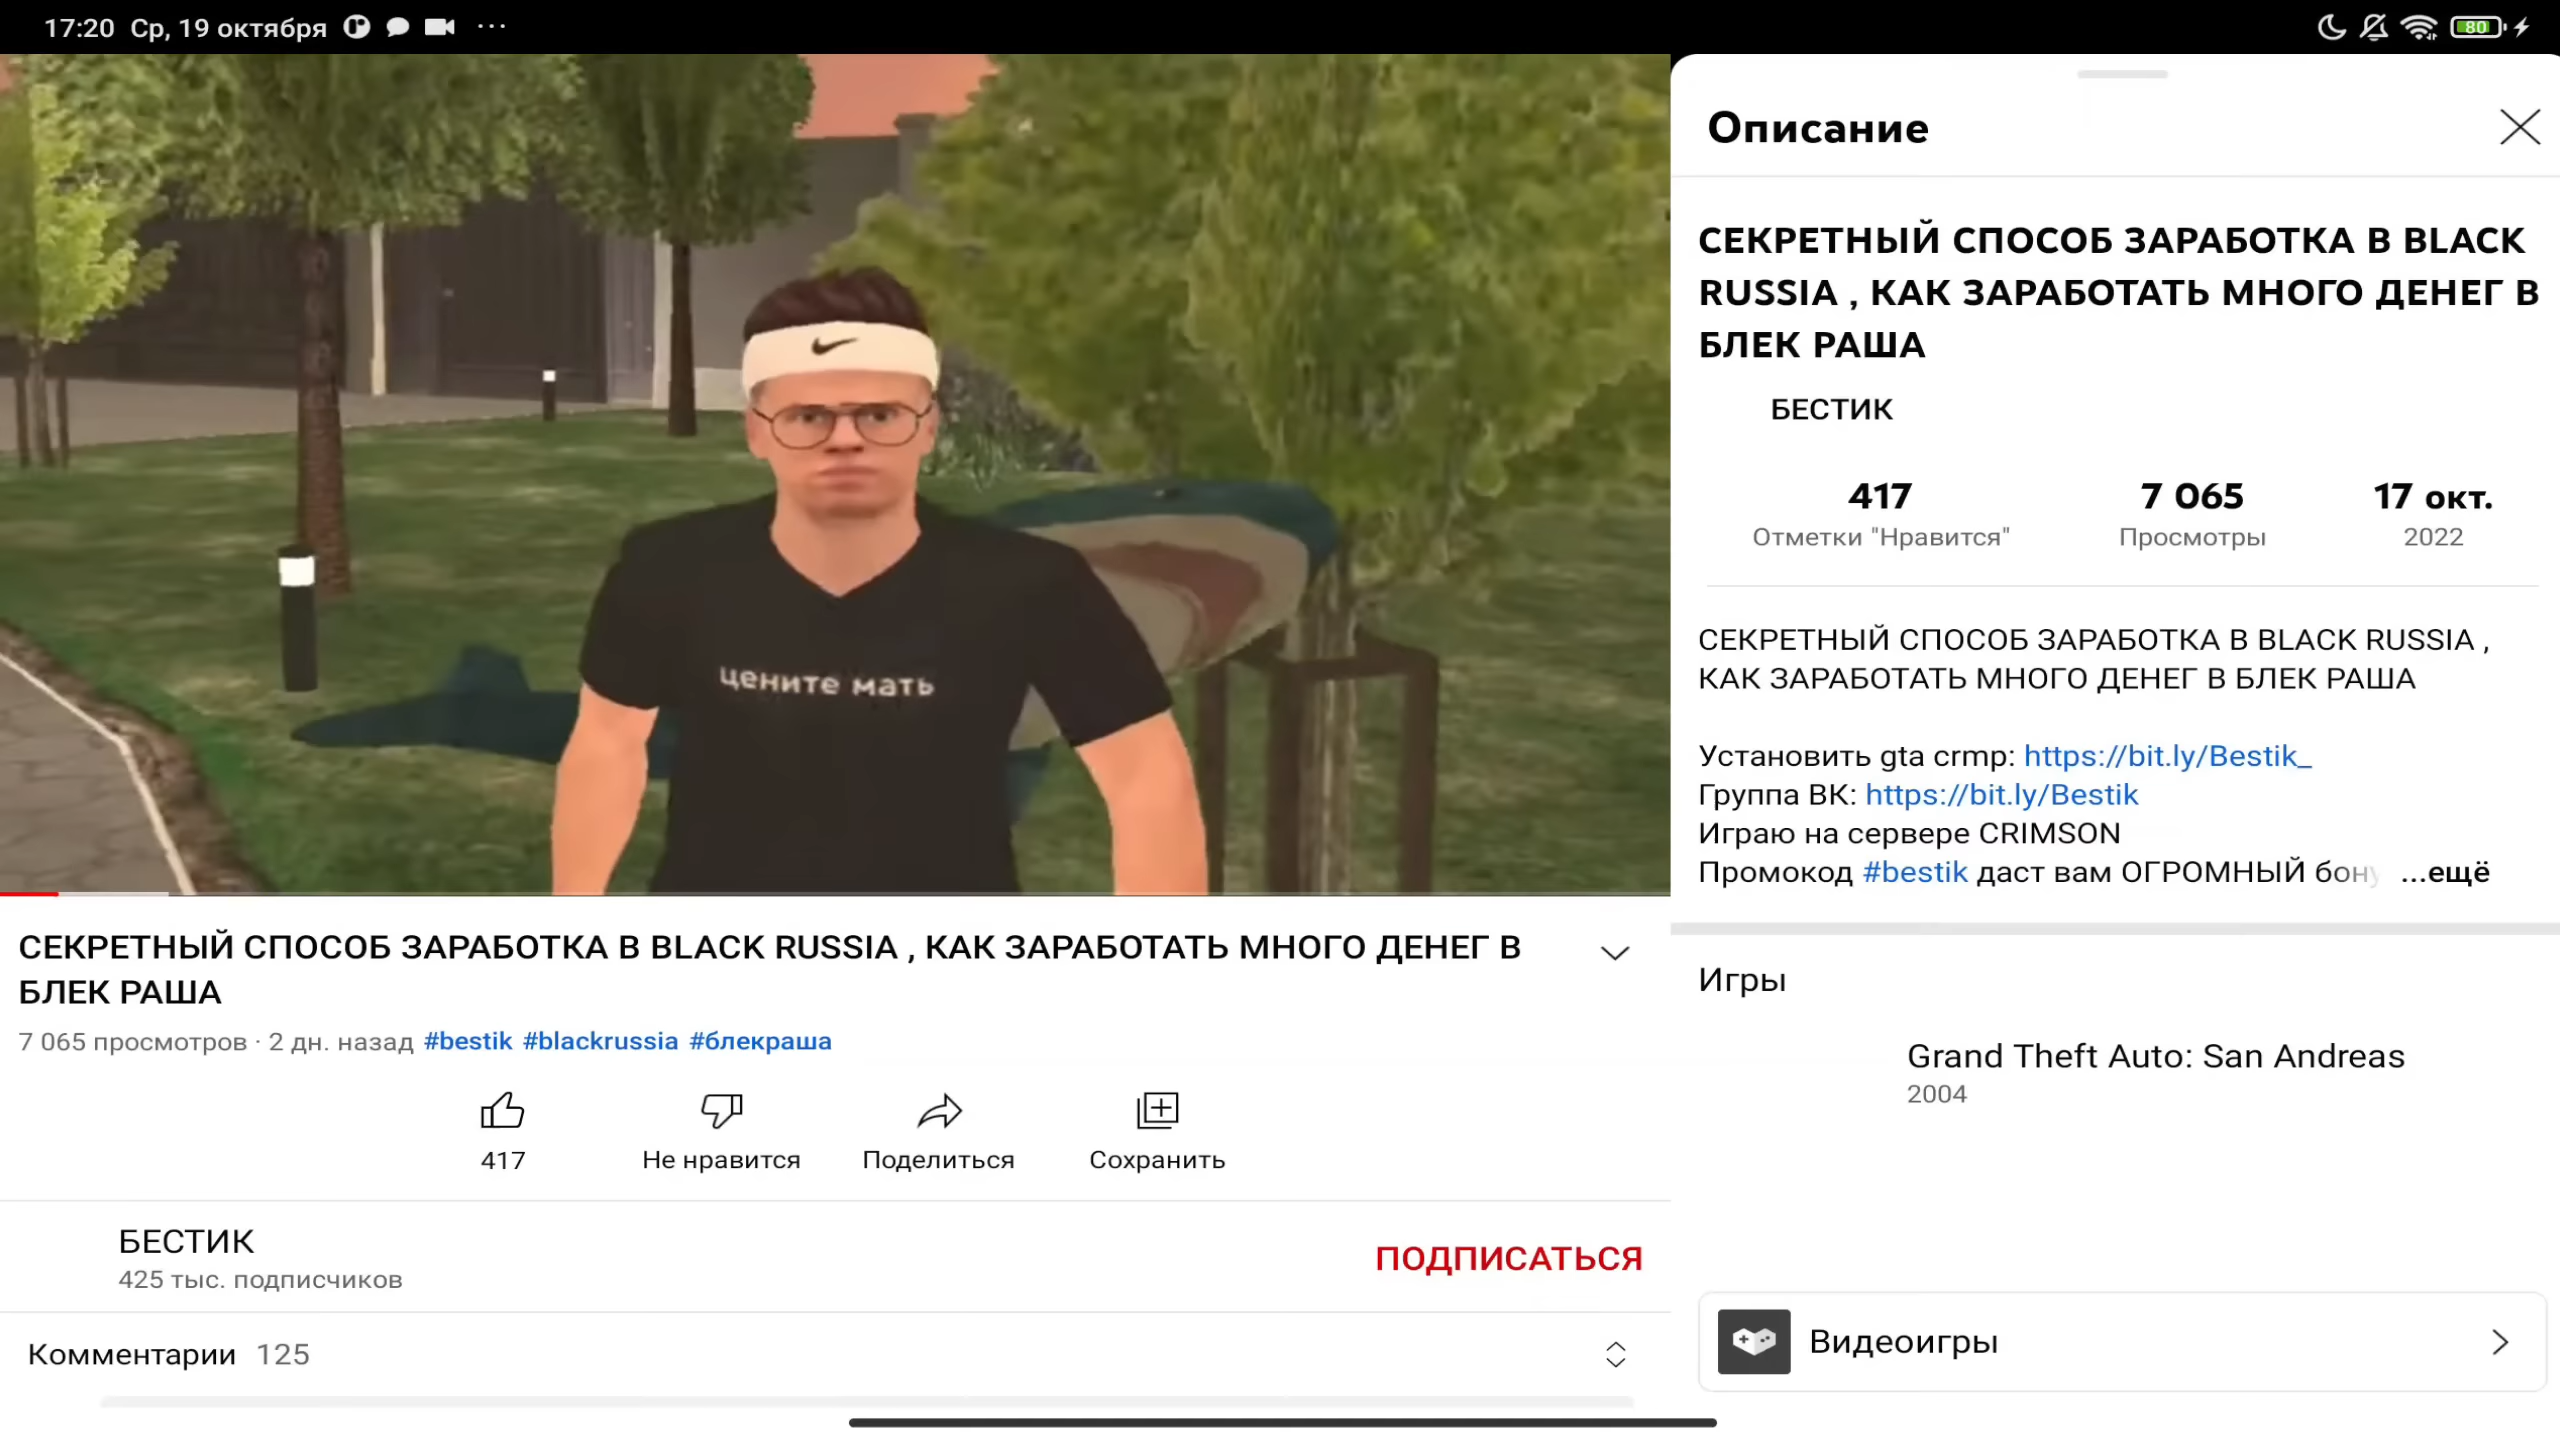 17:20 Ср, 19 октября
80
цените мать
СЕКРЕТНЫЙ СПОСОБ ЗАРАБОТКА В BLACK RUSSIA , КАК ЗАРАБОТАТЬ МНОГО ДЕНЕГ В
БЛЕК РАША
7 065 просмотров · 2 дн. назад #bestik #blackrussia #блекраша
417
Не нравится
Поделиться
Сохранить
БЕСТИК
425 тыс. подписчиков
ПОДПИСАТЬСЯ
Комментарии 125
Описание
СЕКРЕТНЫЙ СПОСОБ ЗАРАБОТКА В BLACK
RUSSIA , КАК ЗАРАБОТАТЬ МНОГО ДЕНЕГ В
БЛЕК РАША
БЕСТИК
417
Отметки "Нравится"
7 065
Просмотры
17 окт.
2022
СЕКРЕТНЫЙ СПОСОБ ЗАРАБОТКА В BLACK RUSSIA ,
КАК ЗАРАБОТАТЬ МНОГО ДЕНЕГ В БЛЕК РАША
Установить gta crmp: https://bit.ly/Bestik_
Группа ВК: https://bit.ly/Bestik
Играю на сервере CRIMSON
Промокод #bestik даст вам ОГРОМНЫЙ бону ...ещё
Игры
Grand Theft Auto: San Andreas
2004
Видеоигры